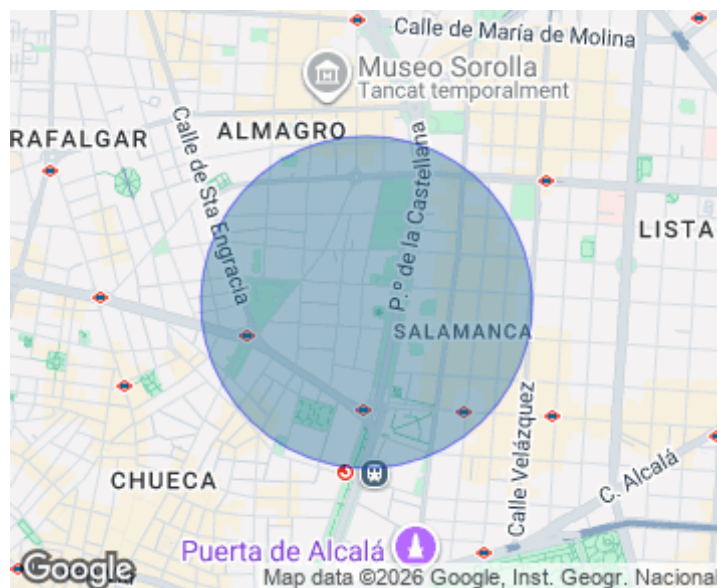 Calle de María de Molina
Museo Sorolla
Tancat temporalment
RAFALGAR
ALMAGRO
Calle de Sta Engracia
P.º de la Castellana
LISTA
SALAMANCA
Calle Velázquez
CHUECA
C. Alcalá
Puerta de Alcalá
Google
Map data ©2026 Google, Inst. Geogr. Nacional